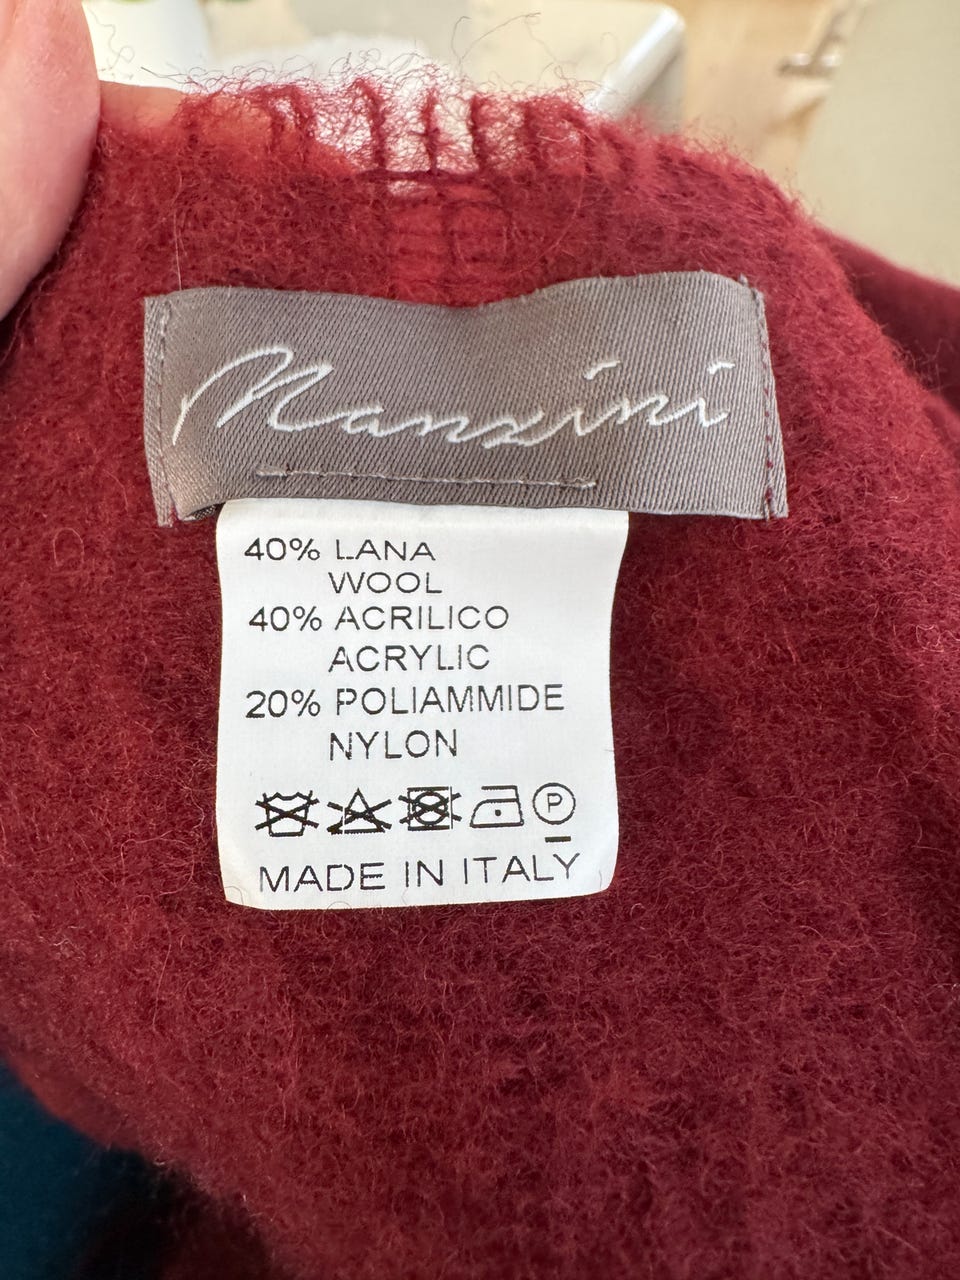 Manzini
40% LANA
WOOL
40% ACRILICO
ACRYLIC
20% POLIAMMIDE
NYLON
P
MADE IN ITALY